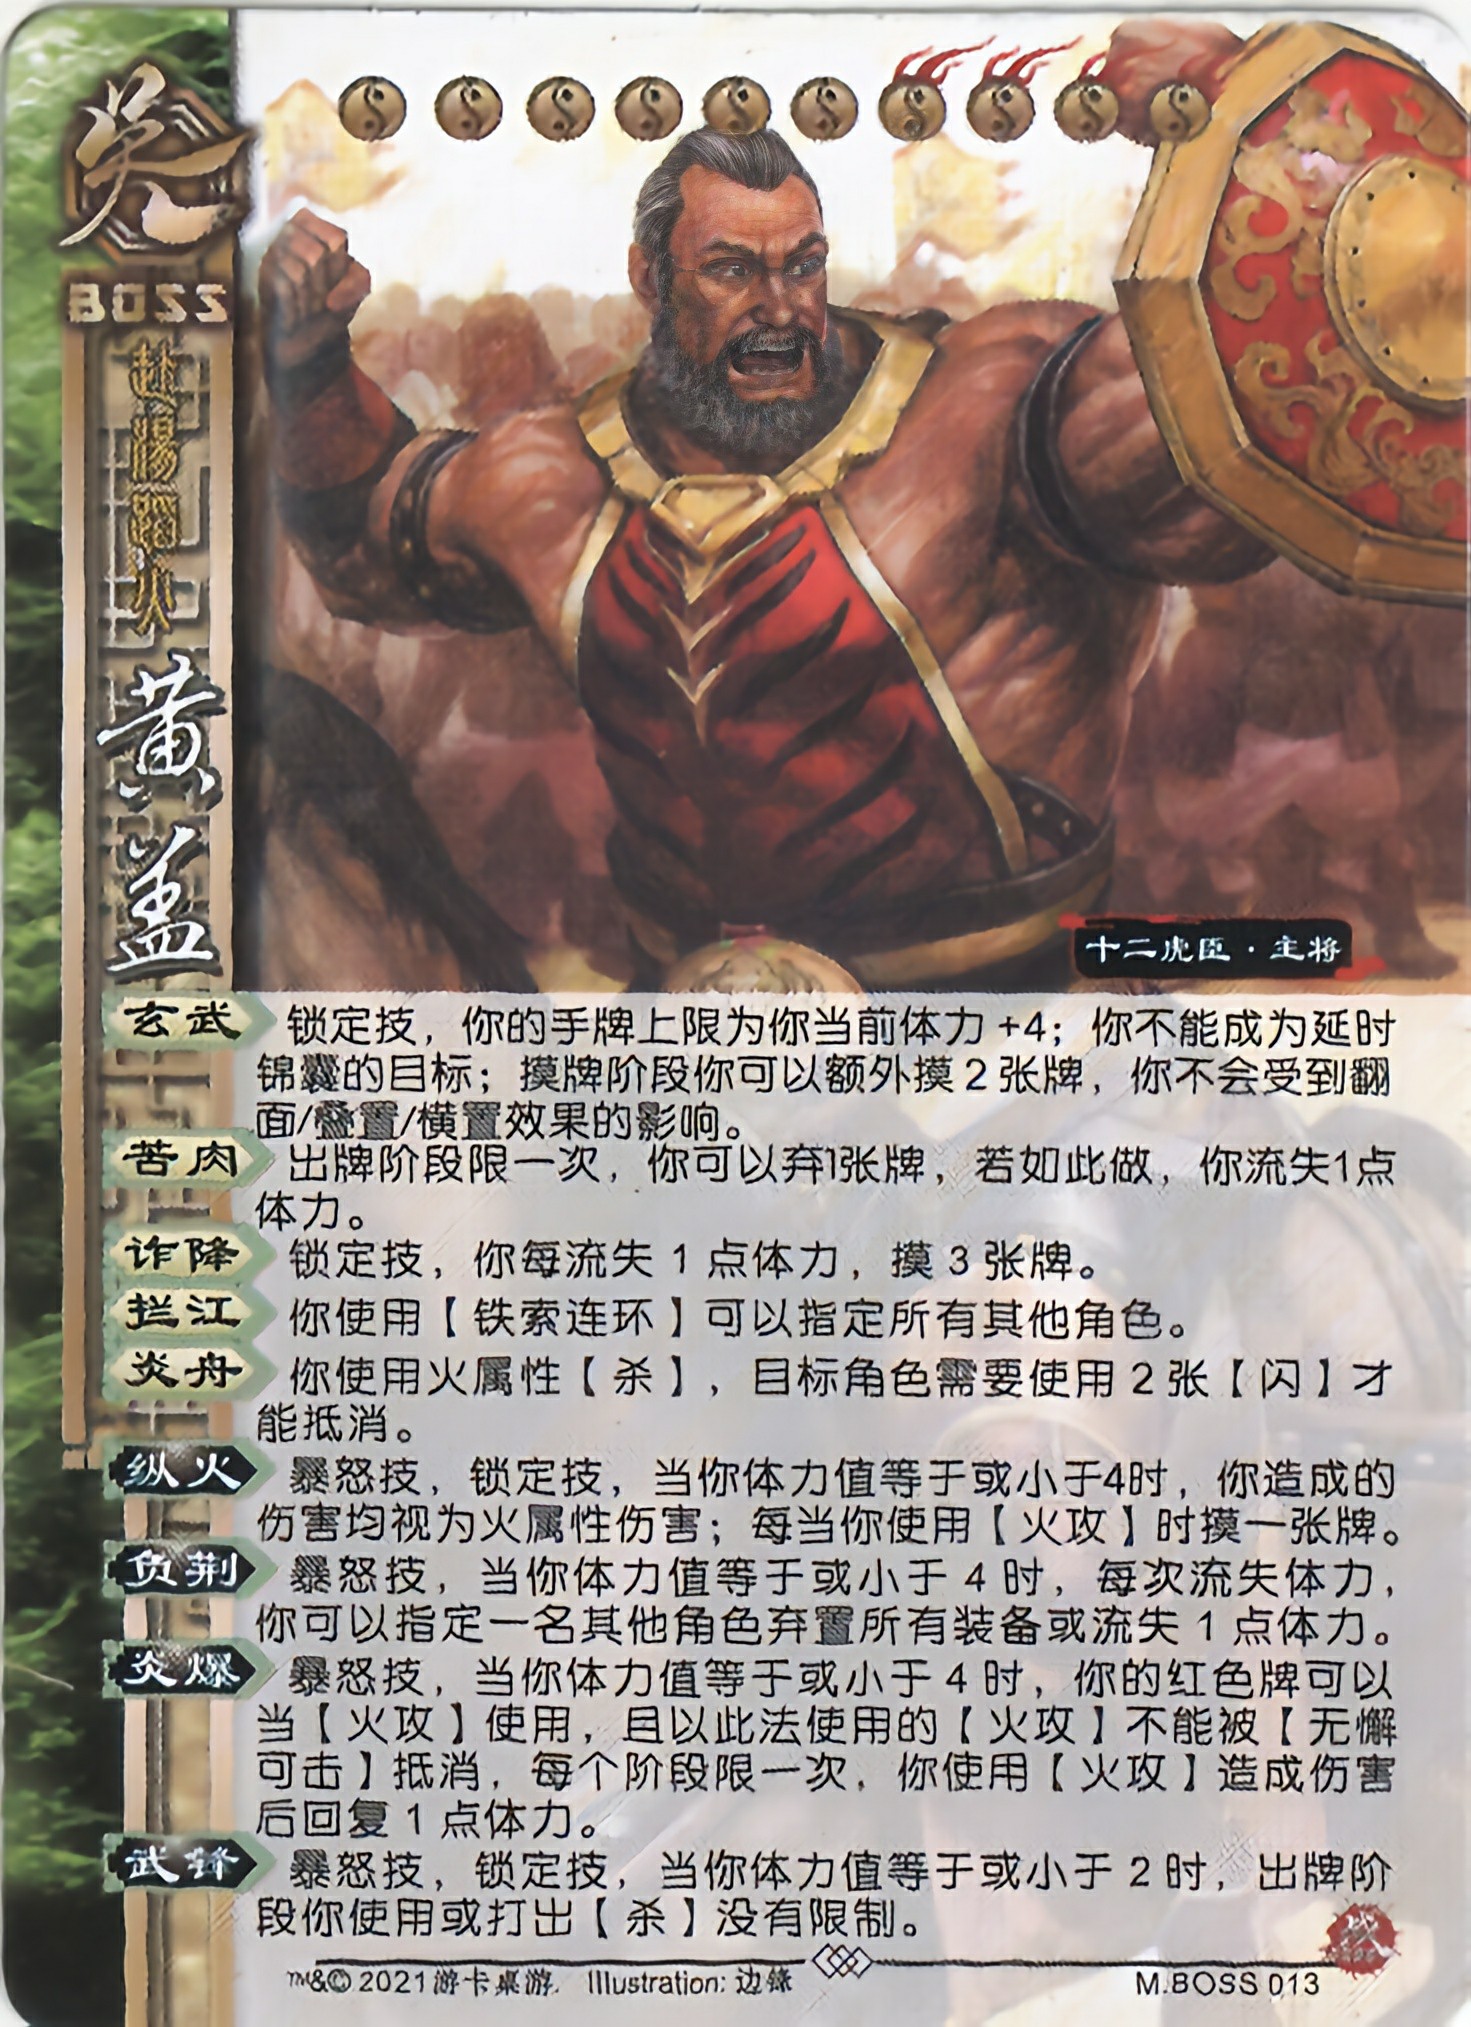 吴
BOSS
黄盖
十二虎臣·主将
玄武 锁定技，你的手牌上限为你当前体力+4；你不能成为延时
锦囊的目标；摸牌阶段你可以额外摸2张牌，你不会受到翻
面/叠置/横置效果的影响。
苦肉 出牌阶段限一次，你可以弃1张牌，若如此做，你流失1点
体力。
诈降 锁定技，你每流失1点体力，摸3张牌。
拦江 你使用【铁索连环】可以指定所有其他角色。
炎舟 你使用火属性【杀】，目标角色需要使用2张【闪】才
能抵消。
纵火 暴怒技，锁定技，当你体力值等于或小于4时，你造成的
伤害均视为火属性伤害；每当你使用【火攻】时摸一张牌。
负荆 暴怒技，当你体力值等于或小于4时，每次流失体力，
你可以指定一名其他角色弃置所有装备或流失1点体力。
炎爆 暴怒技，当你体力值等于或小于4时，你的红色牌可以
当【火攻】使用，且以此法使用的【火攻】不能被【无懈
可击】抵消，每个阶段限一次，你使用【火攻】造成伤害
后回复1点体力。
武锋 暴怒技，锁定技，当你体力值等于或小于2时，出牌阶
段你使用或打出【杀】没有限制。
™&© 2021游卡桌游. Illustration: 边缘
M.BOSS 013